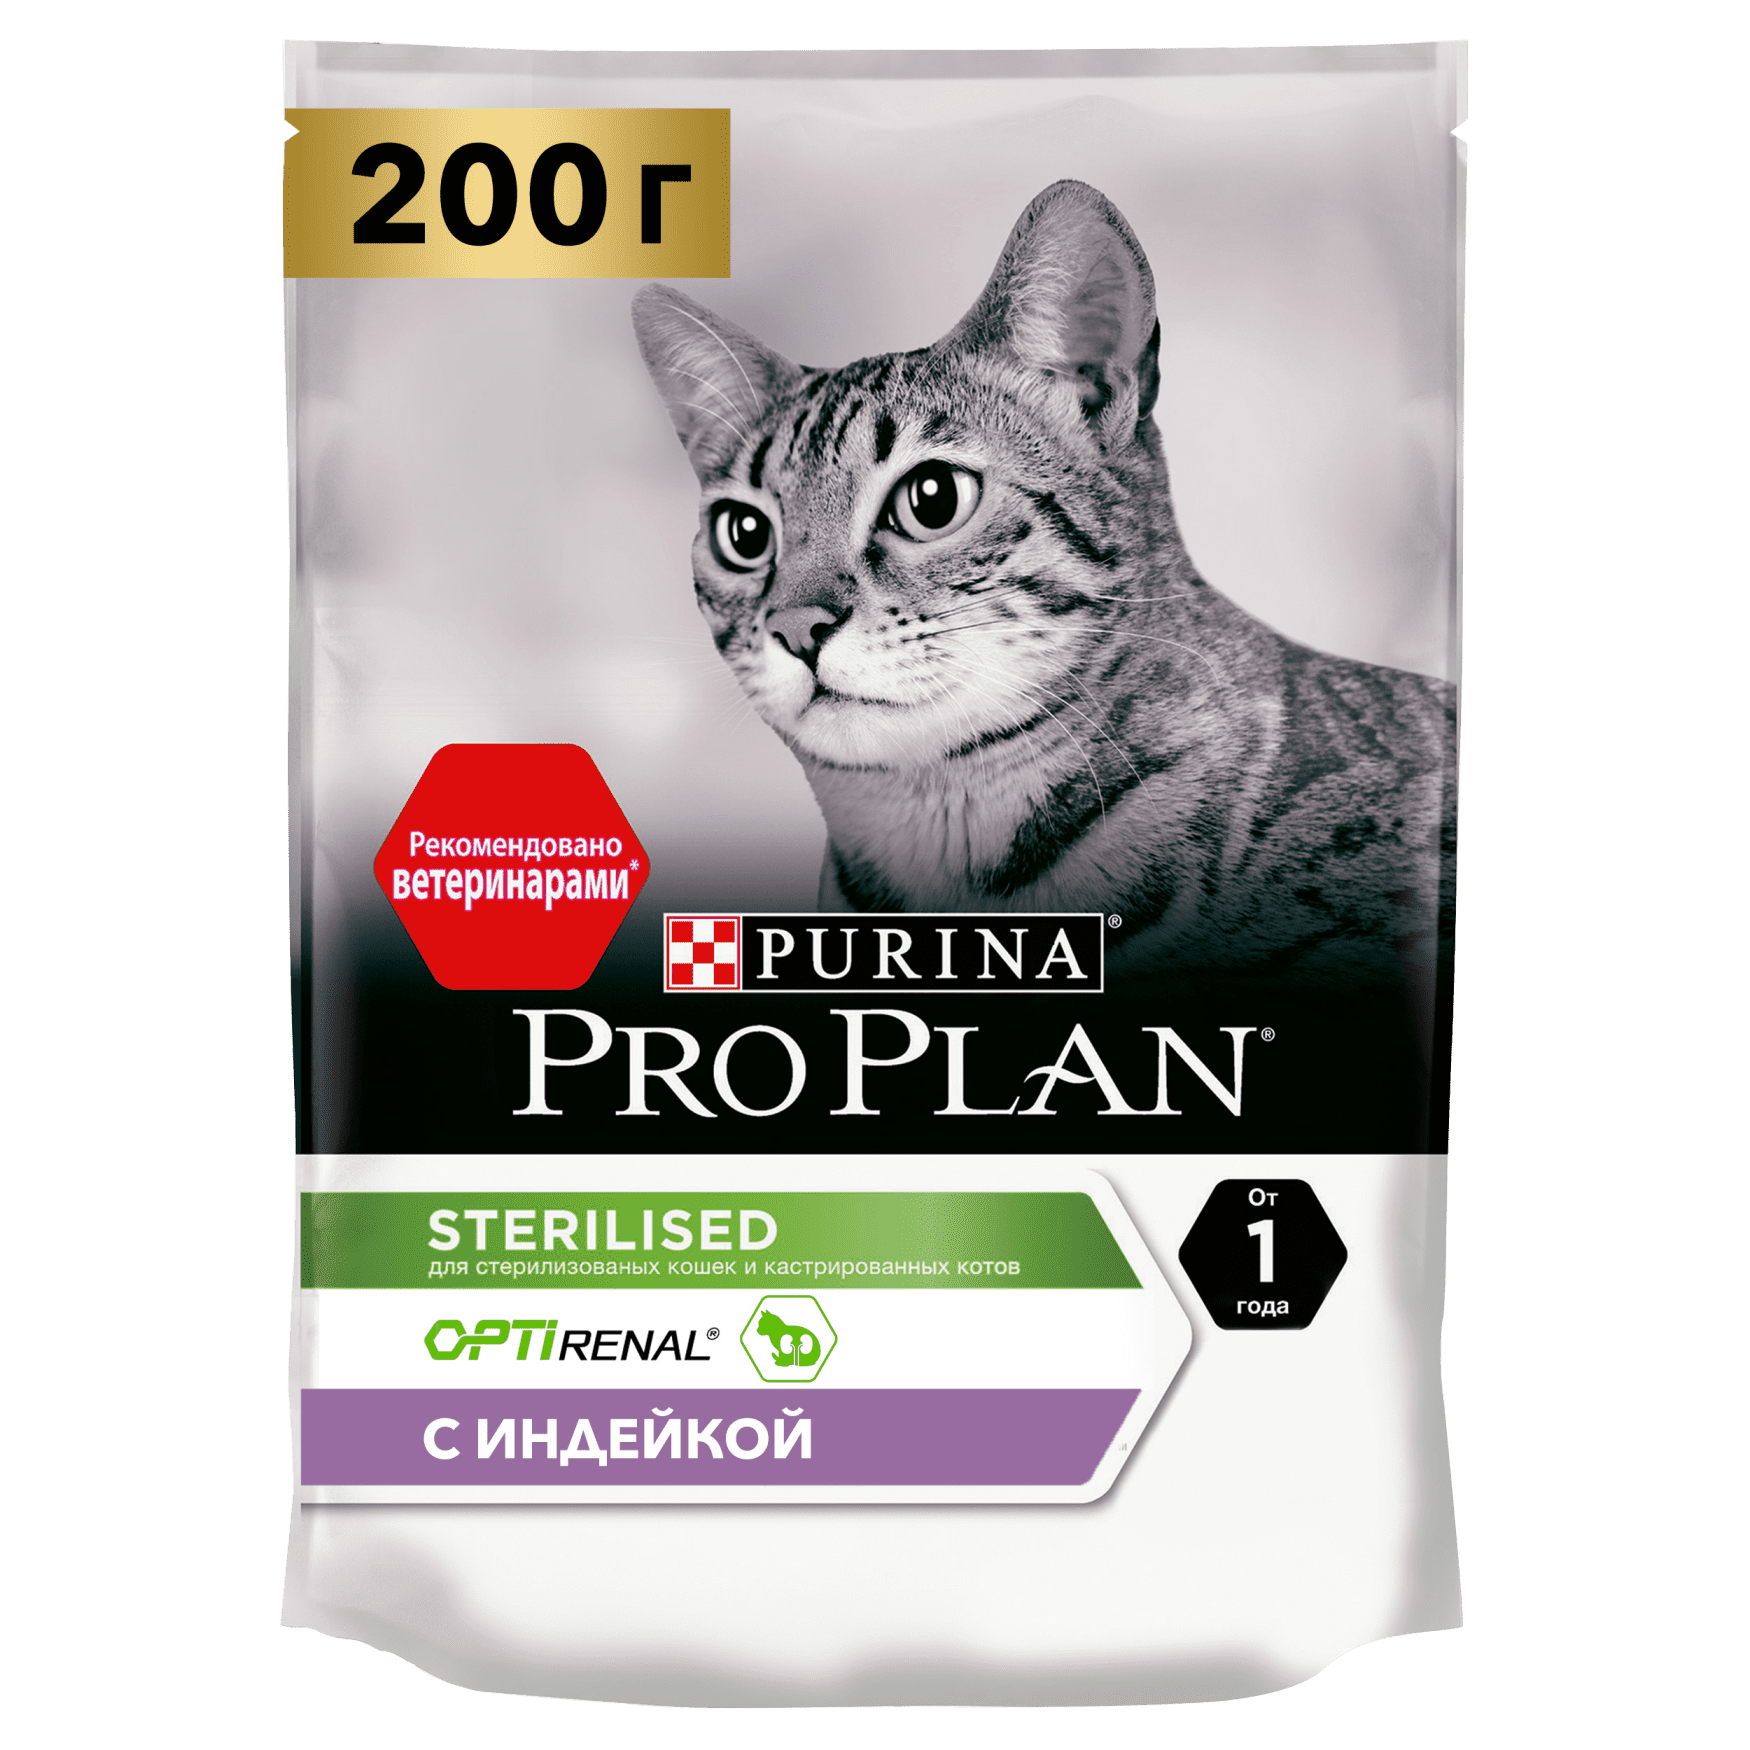 200 г
Рекомендовано
ветеринарами*
PURINA®
PRO PLAN®
STERILISED
для стерилизованых кошек и кастрированных котов
От
1
года
OPTIRENAL®
С ИНДЕЙКОЙ